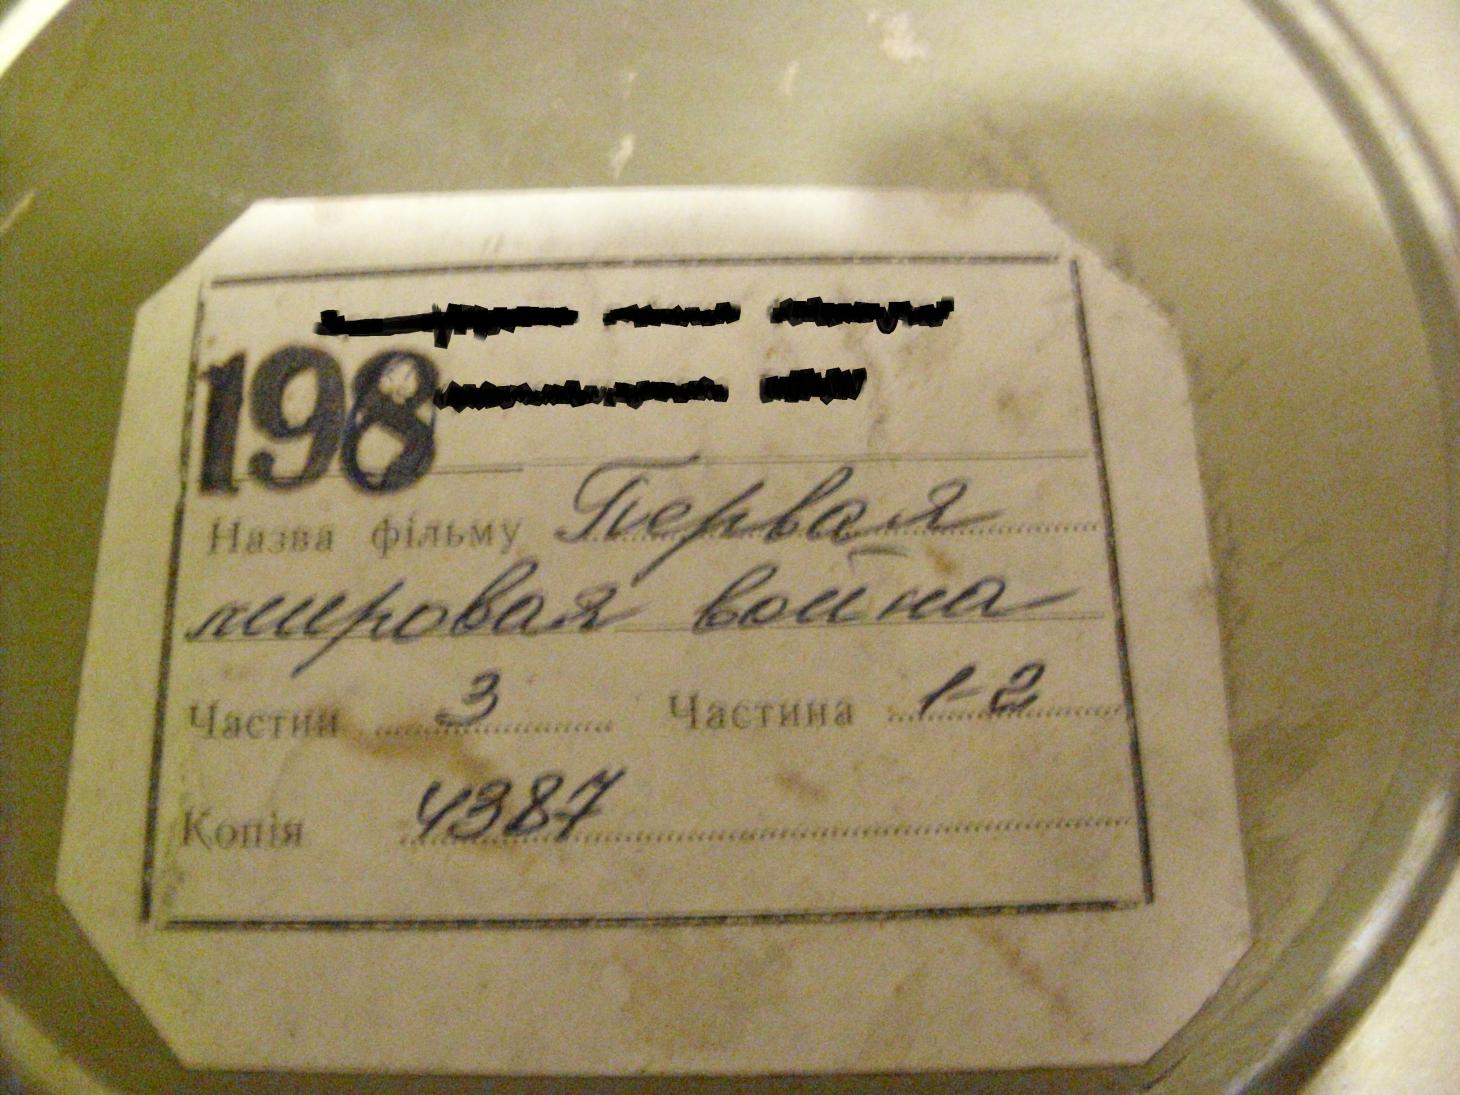 198
Назва фільму Первая
мировая война
Частин 3 Частина 1-2
Копія 4387